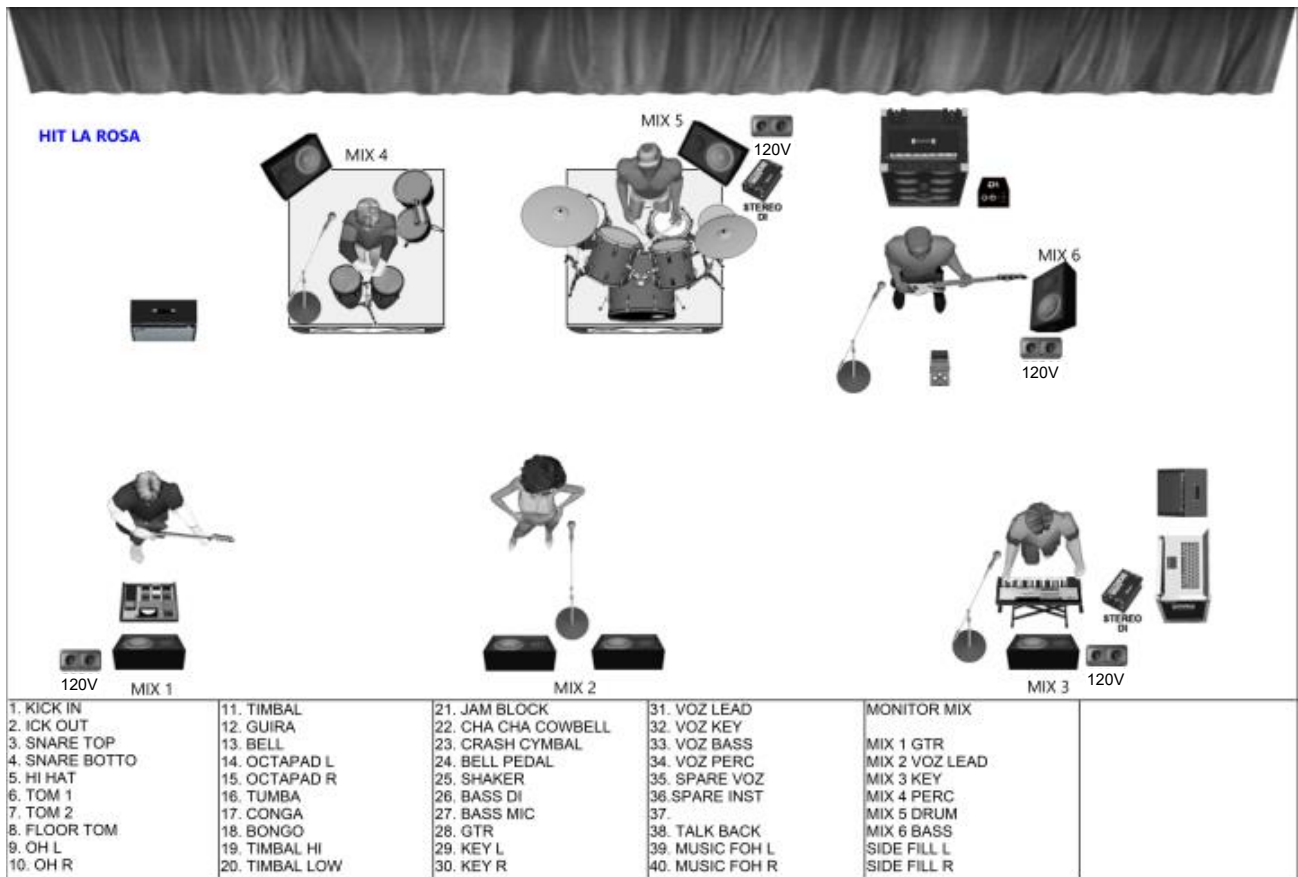 HIT LA ROSA
MIX 4
MIX 5
120V
STEREO
DI
DI
MIX 6
120V
STEREO
DI
120V
MIX 1
MIX 2
MIX 3
120V
1. KICK IN
2. ICK OUT
3. SNARE TOP
4. SNARE BOTTO
5. HI HAT
6. TOM 1
7. TOM 2
8. FLOOR TOM
9. OH L
10. OH R
11. TIMBAL
12. GUIRA
13. BELL
14. OCTAPAD L
15. OCTAPAD R
16. TUMBA
17. CONGA
18. BONGO
19. TIMBAL HI
20. TIMBAL LOW
21. JAM BLOCK
22. CHA CHA COWBELL
23. CRASH CYMBAL
24. BELL PEDAL
25. SHAKER
26. BASS DI
27. BASS MIC
28. GTR
29. KEY L
30. KEY R
31. VOZ LEAD
32. VOZ KEY
33. VOZ BASS
34. VOZ PERC
35. SPARE VOZ
36.SPARE INST
37.
38. TALK BACK
39. MUSIC FOH L
40. MUSIC FOH R
MONITOR MIX
MIX 1 GTR
MIX 2 VOZ LEAD
MIX 3 KEY
MIX 4 PERC
MIX 5 DRUM
MIX 6 BASS
SIDE FILL L
SIDE FILL R